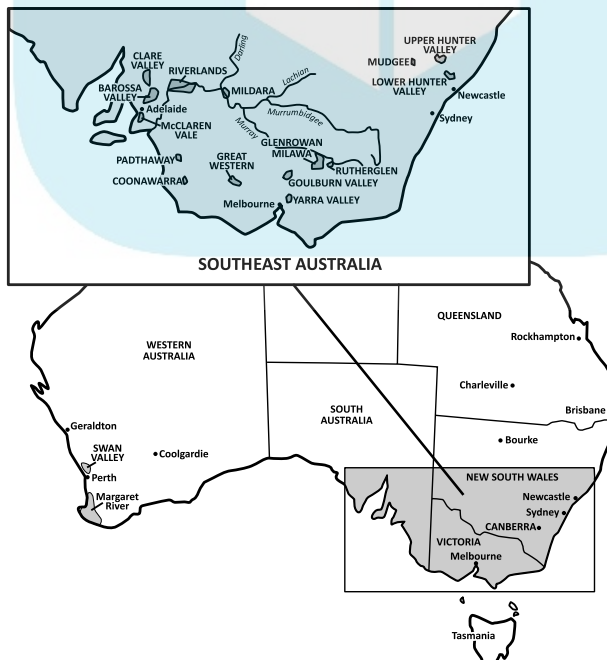 UPPER HUNTER
VALLEY
MUDGEE
CLARE
VALLEY
RIVERLANDS
Darling
Lachian
LOWER HUNTER
VALLEY
BAROSSA
VALLEY
MILDARA
Newcastle
Adelaide
Murrumbidgee
Sydney
McCLAREN
VALE
Murray
GLENROWAN
MILAWA
PADTHAWAY
GREAT
WESTERN
RUTHERGLEN
COONAWARRA
GOULBURN VALLEY
Melbourne
YARRA VALLEY
SOUTHEAST AUSTRALIA
QUEENSLAND
Rockhampton
WESTERN
AUSTRALIA
Charleville
SOUTH
AUSTRALIA
Brisbane
Geraldton
Bourke
SWAN
VALLEY
Coolgardie
Perth
NEW SOUTH WALES
Margaret
River
Newcastle
Sydney
CANBERRA
VICTORIA
Melbourne
Tasmania